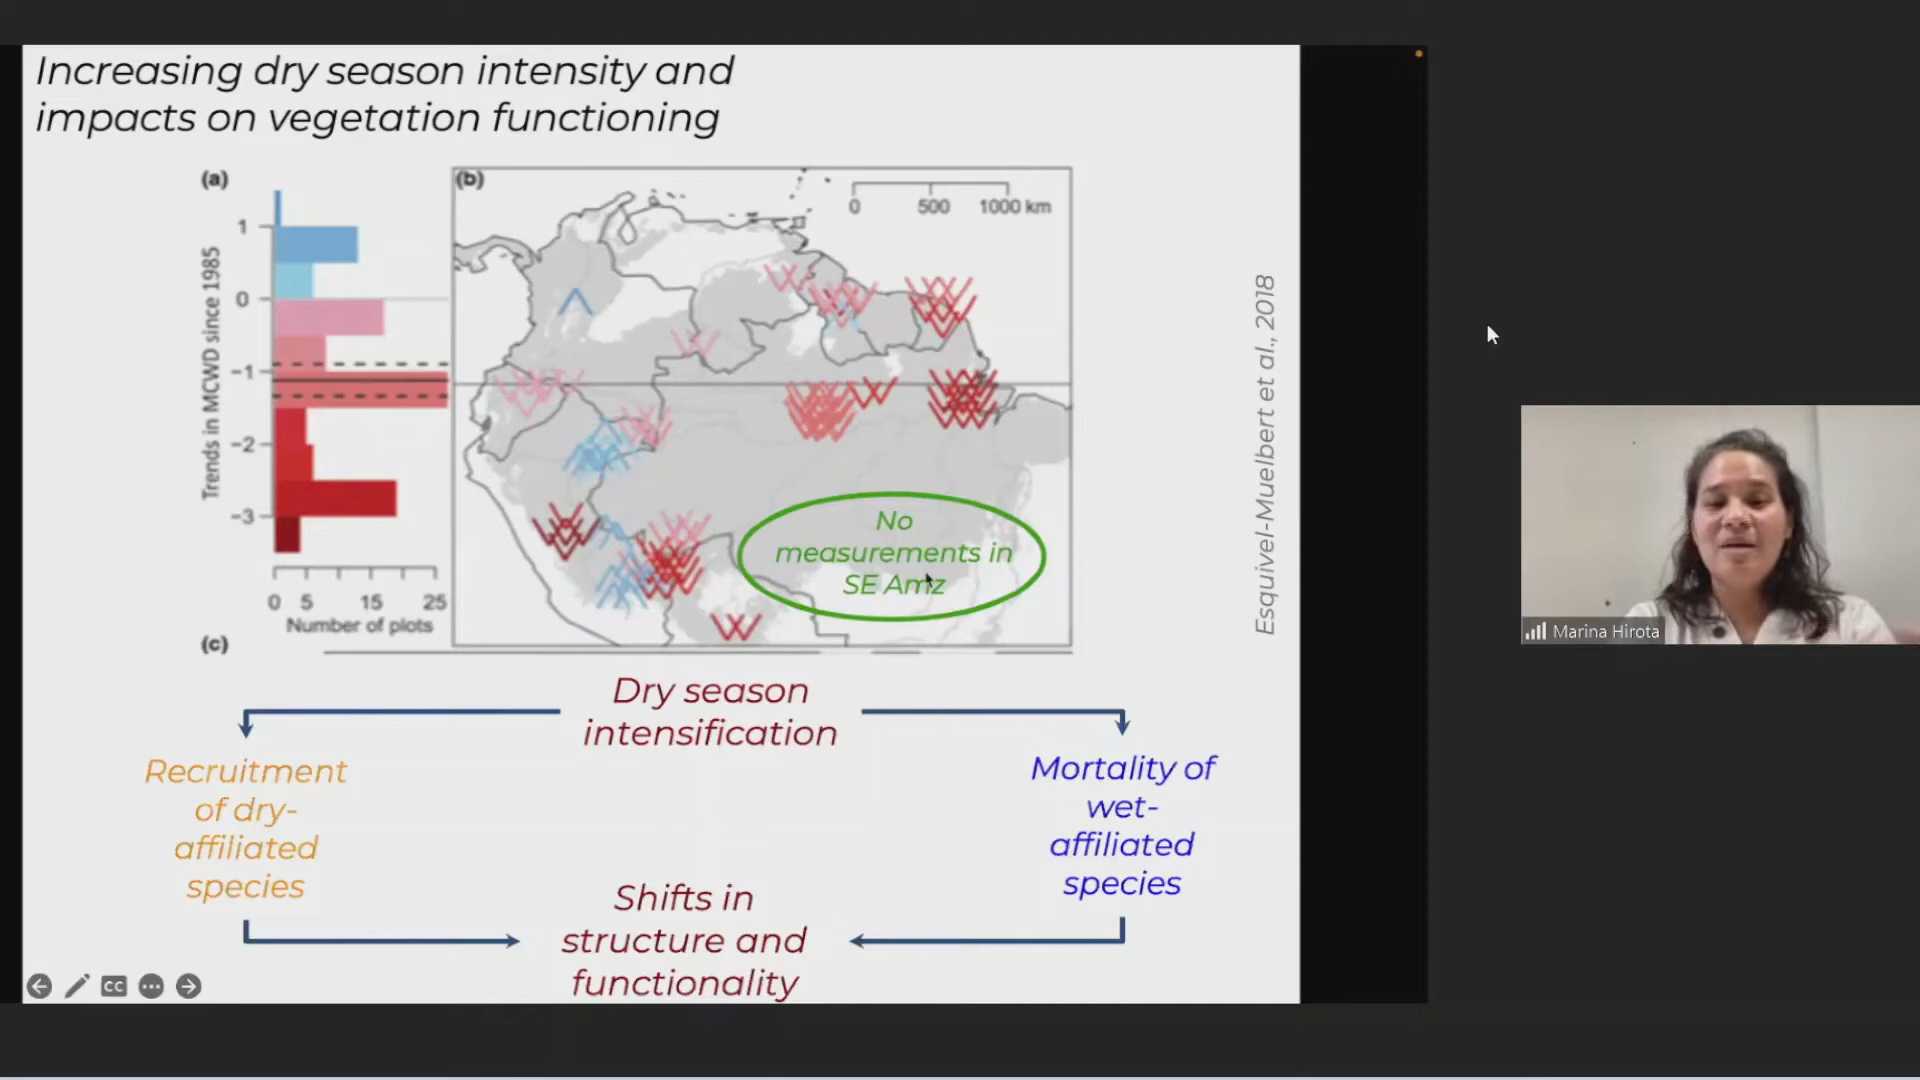 Increasing dry season intensity and
impacts on vegetation functioning
(a)
Trends in MCWD since 1985
1
0
−1
−2
−3
0 5 15 25
Number of plots
(b)
0 500 1000 km
No
measurements in
SE Amz
(c)
Esquivel-Muelbert et al., 2018
Dry season
intensification
Recruitment
of dry-
affiliated
species
Mortality of
wet-
affiliated
species
Shifts in
structure and
functionality
CC
Marina Hirota